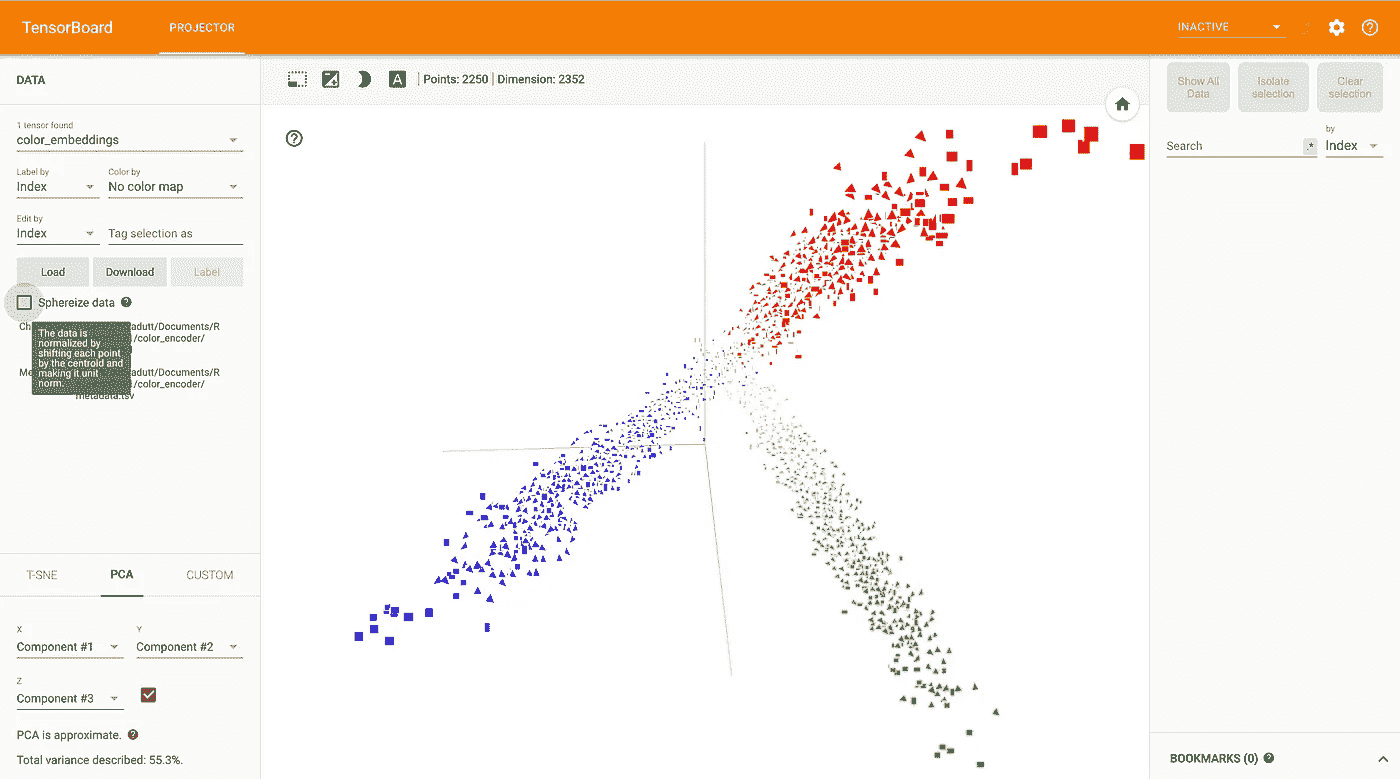 TensorBoard PROJECTOR INACTIVE
DATA
Points: 2250 | Dimension: 2352
Show All Data
Isolate selection
Clear selection
1 tensor found
color_embeddings
Search .* by Index
Label by Color by
Index No color map
Edit by
Index Tag selection as
Load Download Label
Sphereize data
The data is
normalized by
shifting each point
by the centroid and
making it unit
norm.
Ch adutt/Documents/R
/color_encoder/
Me adutt/Documents/R
/color_encoder/
metadata.tsv
T-SNE PCA CUSTOM
X Y
Component #1 Component #2
Z
Component #3
PCA is approximate.
Total variance described: 55.3%.
BOOKMARKS (0)